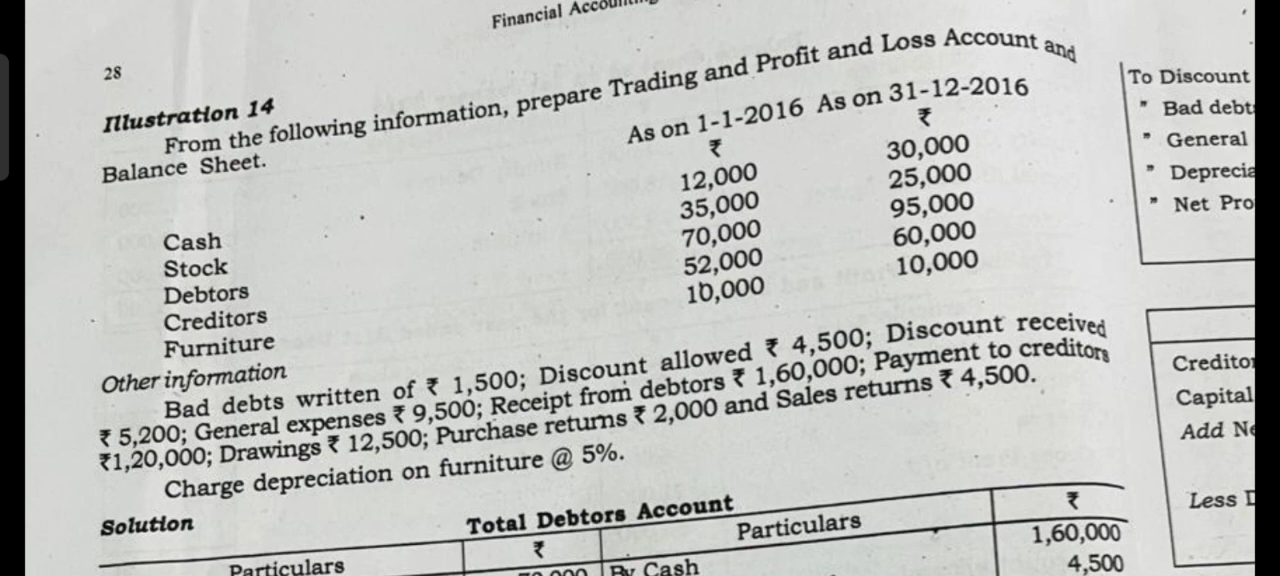 Financial
28
Illustration 14
From the following information, prepare Trading and Profit and Loss Account and
Balance Sheet.
As on 1-1-2016 As on 31-12-2016
₹ ₹
Cash 12,000 30,000
Stock 35,000 25,000
Debtors 70,000 95,000
Creditors 52,000 60,000
Furniture 10,000 10,000
Other information
Bad debts written of ₹ 1,500; Discount allowed ₹ 4,500; Discount received
₹ 5,200; General expenses ₹ 9,500; Receipt from debtors ₹ 1,60,000; Payment to creditors
₹1,20,000; Drawings ₹ 12,500; Purchase returns ₹ 2,000 and Sales returns ₹ 4,500.
Charge depreciation on furniture @ 5%.
Solution
Total Debtors Account
Particulars ₹ Particulars ₹
By Cash 1,60,000
4,500
To Discount
" Bad debt
" General
" Deprecia
" Net Pro
Creditor
Capital
Add Ne
Less